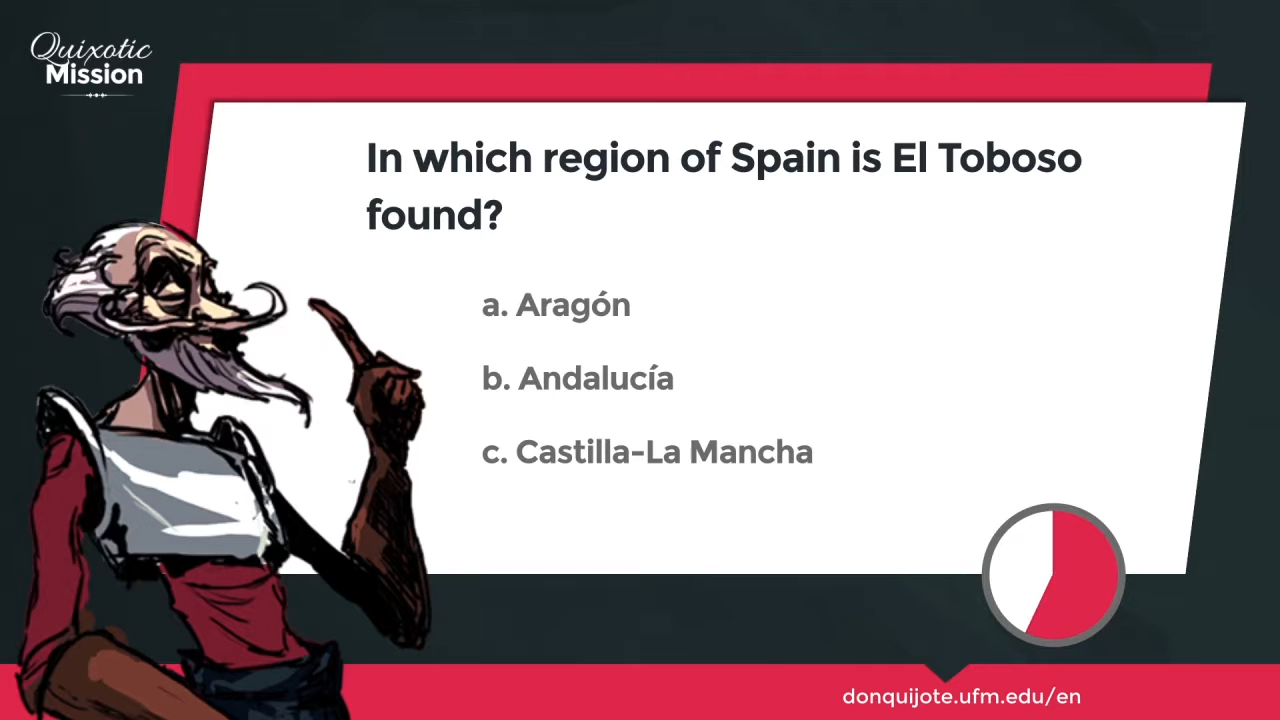 Quixotic
Mission
In which region of Spain is El Toboso
found?
a. Aragón
b. Andalucía
c. Castilla-La Mancha
donquijote.ufm.edu/en